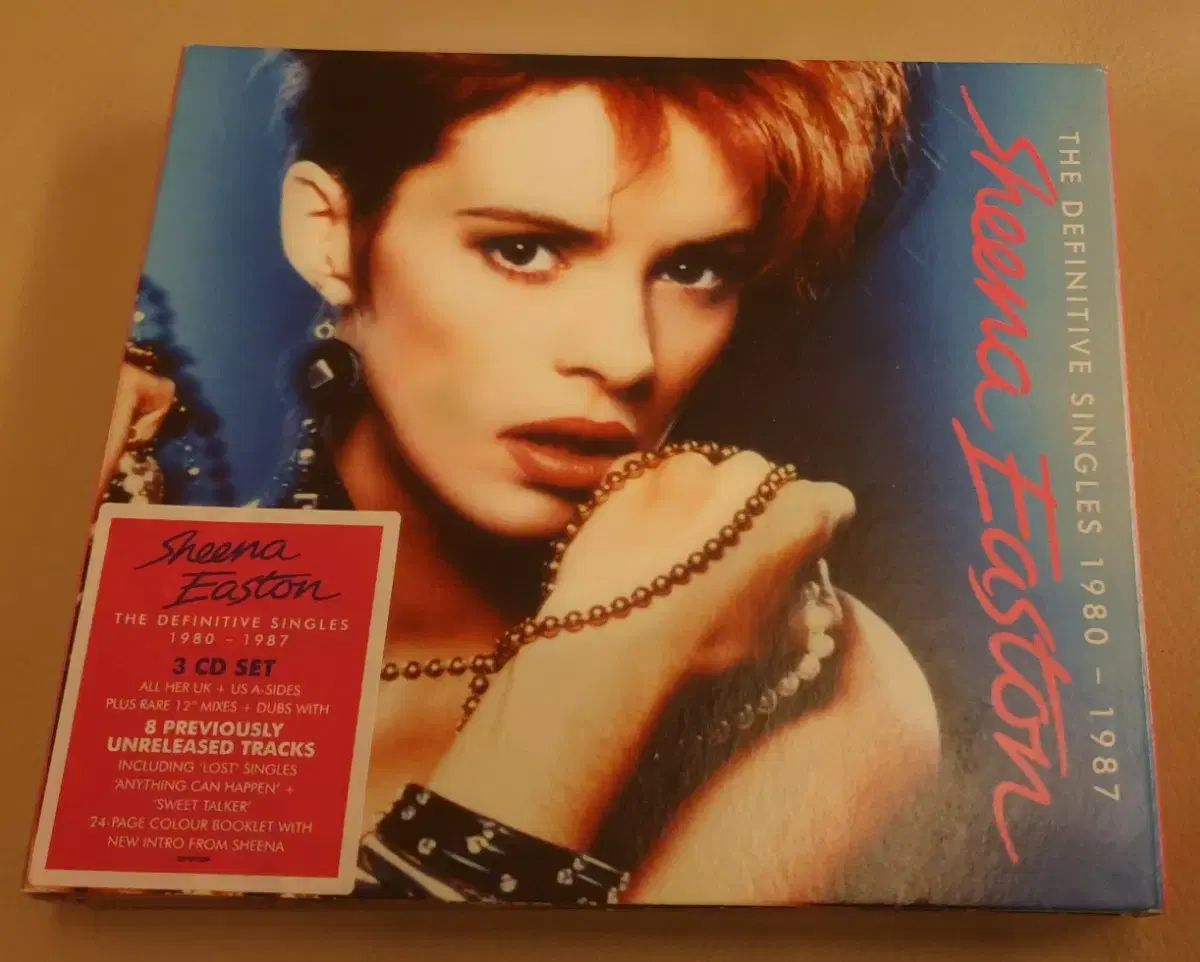 THE DEFINITIVE SINGLES 1980 – 1987
Sheena Easton
Sheena
Easton
THE DEFINITIVE SINGLES
1980 – 1987
3 CD SET
ALL HER UK + US A-SIDES
PLUS RARE 12" MIXES + DUBS WITH
8 PREVIOUSLY
UNRELEASED TRACKS
INCLUDING 'LOST' SINGLES
'ANYTHING CAN HAPPEN' +
'SWEET TALKER'
24-PAGE COLOUR BOOKLET WITH
NEW INTRO FROM SHEENA